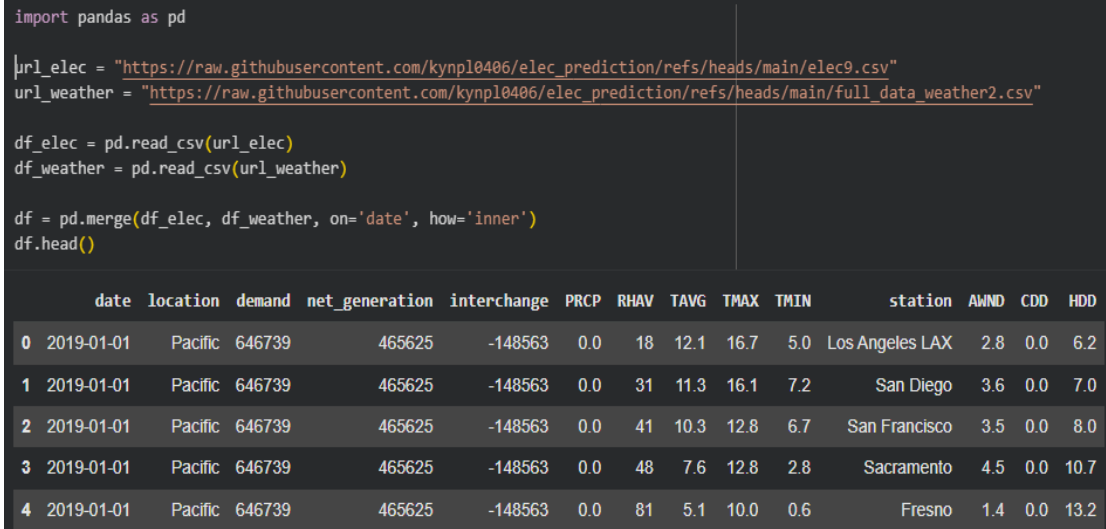 import pandas as pd
url_elec = "https://raw.githubusercontent.com/kynpl0406/elec_prediction/refs/heads/main/elec9.csv"
url_weather = "https://raw.githubusercontent.com/kynpl0406/elec_prediction/refs/heads/main/full_data_weather2.csv"
df_elec = pd.read_csv(url_elec)
df_weather = pd.read_csv(url_weather)
df = pd.merge(df_elec, df_weather, on='date', how='inner')
df.head()
date location demand net_generation interchange PRCP RHAV TAVG TMAX TMIN station AWND CDD HDD
0 2019-01-01 Pacific 646739 465625 -148563 0.0 18 12.1 16.7 5.0 Los Angeles LAX 2.8 0.0 6.2
1 2019-01-01 Pacific 646739 465625 -148563 0.0 31 11.3 16.1 7.2 San Diego 3.6 0.0 7.0
2 2019-01-01 Pacific 646739 465625 -148563 0.0 41 10.3 12.8 6.7 San Francisco 3.5 0.0 8.0
3 2019-01-01 Pacific 646739 465625 -148563 0.0 48 7.6 12.8 2.8 Sacramento 4.5 0.0 10.7
4 2019-01-01 Pacific 646739 465625 -148563 0.0 81 5.1 10.0 0.6 Fresno 1.4 0.0 13.2